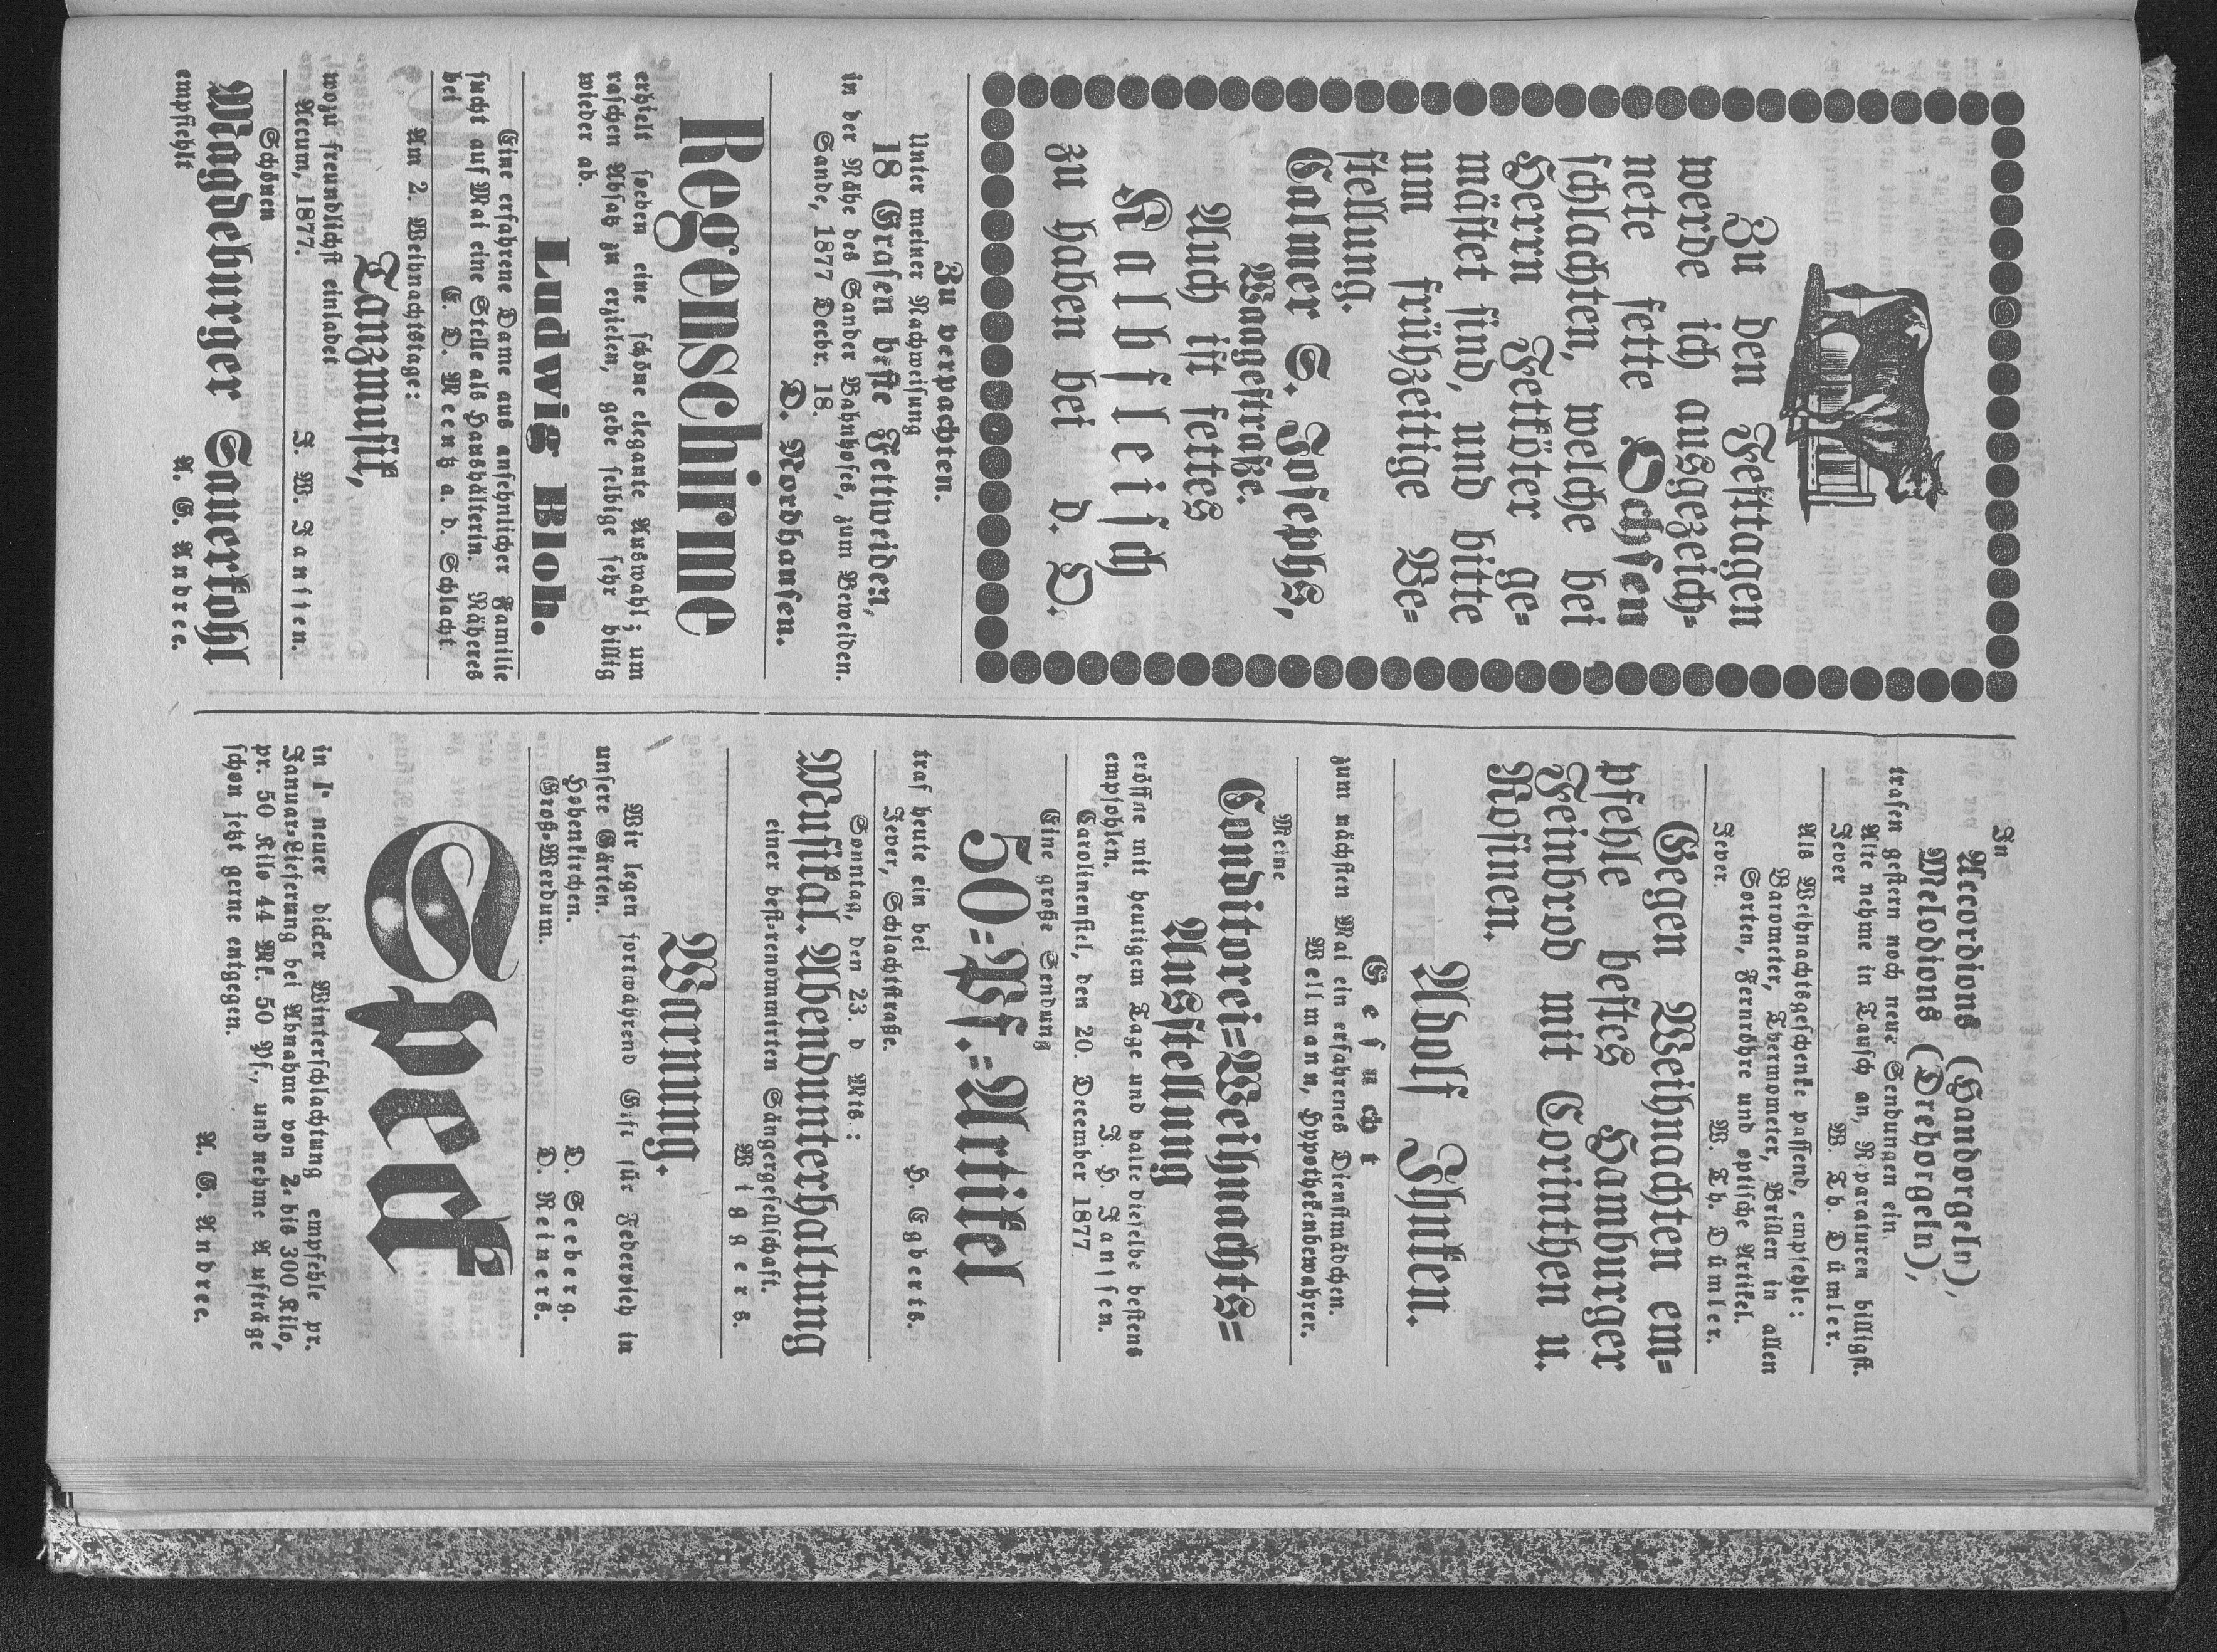 Zu den Festtagen
werde ich ausgezeich-
nete fette Ochsen
schlachten, welche bei
Herrn Fettköter ge-
mästet sind, und bitte
um frühzeitige Be-
stellung.
Calmer S. Josephs,
Wangestraße.
Auch ist fettes
Kalbfleisch
zu haben bei d. O.
Zu verpachten.
Unter meiner Nachweisung
18 Grasen beste Fettweiden,
in der Nähe des Sander Bahnhofes, zum Beweiden.
Sande, 1877 Decbr. 18.
D. Nordhausen.
Regenschirme
erhielt soeben eine schöne elegante Auswahl; um
raschen Absatz zu erzielen, gebe selbige sehr billig
wieder ab.
Ludwig Bloh.
Eine erfahrene Dame aus ansehnlicher Familie
sucht auf Mai eine Stelle als Haushälterin. Näheres
bei C. D. Mentz a. d. Schlacht
Am 2. Weihnachtstage:
Tanzmusik,
wozu freundlichst einladet
Accum, 1877. J. W. Janssen.
Schönen
Magdeburger Sauerkohl
empfiehlt A. G. Andree.
In
Accordions (Handorgeln),
Melodions (Drehorgeln),
trafen gestern noch neue Sendungen ein.
Alte nehme in Tausch an, Reparaturen billigst.
Jever W. Th. Dümler.
Als Weihnachtsgeschenke passend, empfehle:
Barometer, Thermometer, Brillen in allen
Sorten, Fernröhre und optische Artikel.
Jever. W. Th. Dümler.
Gegen Weihnachten em-
pfehle bestes Hamburger
Feinbrod mit Corinthen u.
Rosinen.
Adolf Ihnken.
Gesucht
zum nächsten Mai ein erfahrenes Dienstmädchen.
Wellmann, Hypothekenbewahrer.
Meine
Conditorei-Weihnachts-
Ausstellung
eröffne mit heutigem Tage und halte dieselbe bestens
empfohlen. J. H. Janssen.
Carolinensiel, den 20. December 1877
Eine große Sendung
50-Pf.-Artikel
traf heute ein bei H. Egberts.
Jever, Schlachtstraße.
Sonntag, den 23. d Mts.:
Musikal. Abendunterhaltung
einer best-renommirten Sängergesellschaft.
Wiggers.
Warnung.
Wir legen fortwährend Gift für Federvieh in
unsere Gärten.
Hohenkirchen. D. Seeberg.
Groß-Werdum. D. Reiners.
Speck
in 1- neuer dicker Winterschlachtung empfehle pr.
Januar-Lieferung bei Abnahme von 2- bis 300 Kilo,
pr. 50 Kilo 44 Mk. 50 Pf., und nehme Aufträge
schon jetzt gerne entgegen.
A. G. Andree.